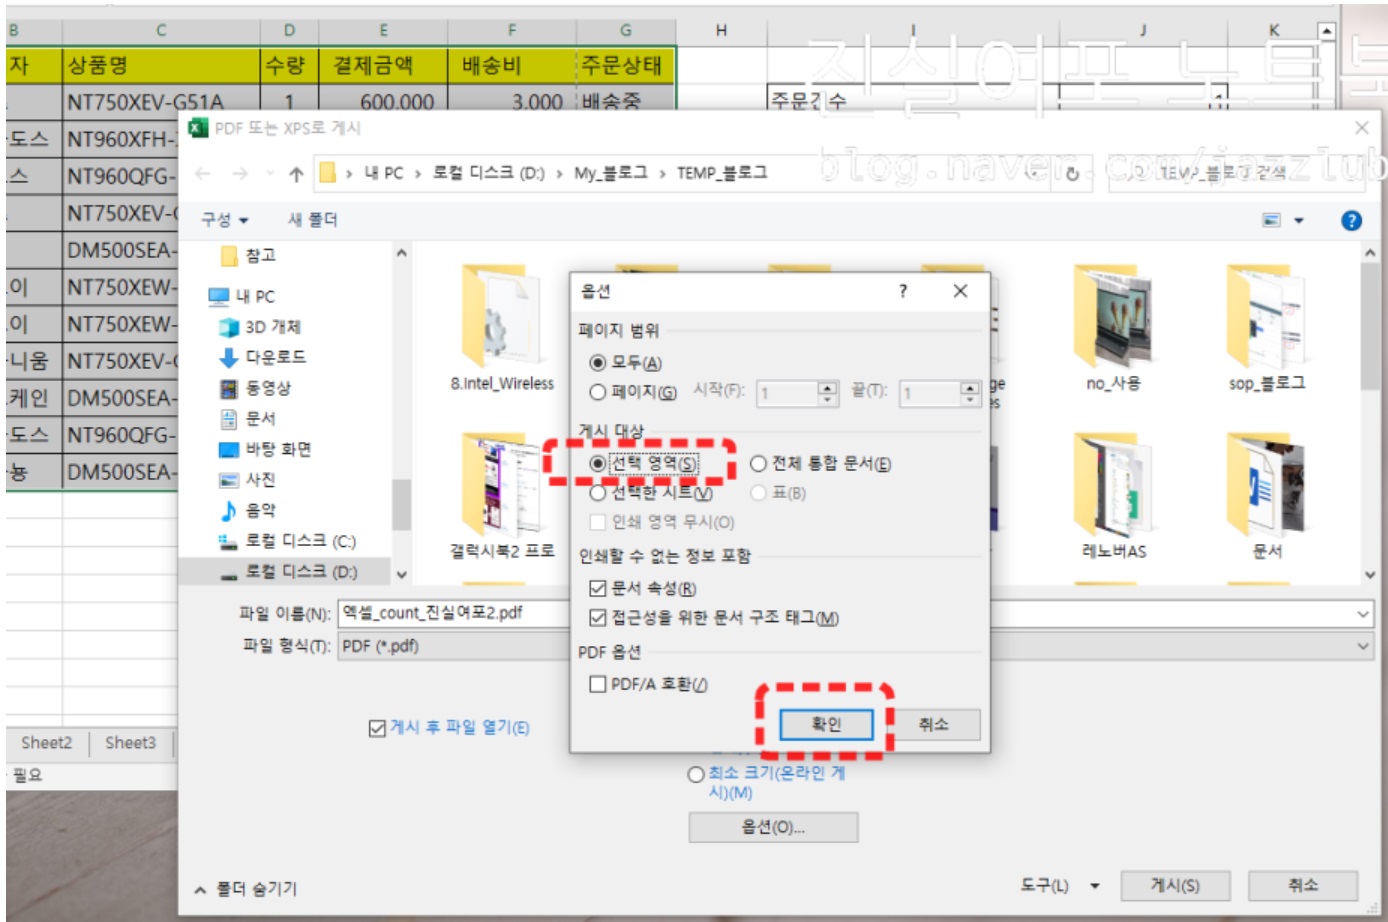 B C D E F G H I J K
자 상품명 수량 결제금액 배송비 주문상태
NT750XEV-G51A 1 600,000 3,000 배송중 주문건수
진실여포 노트북
PDF 또는 XPS로 게시
도스 NT960XFH-
내 PC › 로컬 디스크 (D:) › My_블로그 › TEMP_블로그
TEMP_블로그 검색
blog.naver.com/jazzlub
스 NT960QFG-
NT750XEV-
구성 새 폴더
DM500SEA-
참고
이 NT750XEW-
내 PC
이 NT750XEW-
3D 개체
니움 NT750XEV-
다운로드
케인 DM500SEA-
동영상
도스 NT960QFG-
문서
뇽 DM500SEA-
바탕 화면
사진
음악
로컬 디스크 (C:)
로컬 디스크 (D:)
8.Intel_Wireless
갤럭시북2 프로
no_사용
sop_블로그
레노버AS
문서
옵션 ?
페이지 범위
모두(A)
페이지(G) 시작(F): 1 끝(T): 1
게시 대상
선택 영역(S) 전체 통합 문서(E)
선택한 시트(V) 표(B)
인쇄 영역 무시(O)
인쇄할 수 없는 정보 포함
문서 속성(R)
접근성을 위한 문서 구조 태그(M)
PDF 옵션
PDF/A 호환(/)
확인 취소
파일 이름(N): 엑셀_count_진실여포2.pdf
파일 형식(T): PDF (*.pdf)
게시 후 파일 열기(E)
최소 크기(온라인 게
시)(M)
옵션(O)...
Sheet2 Sheet3
필요
폴더 숨기기
도구(L) 게시(S) 취소